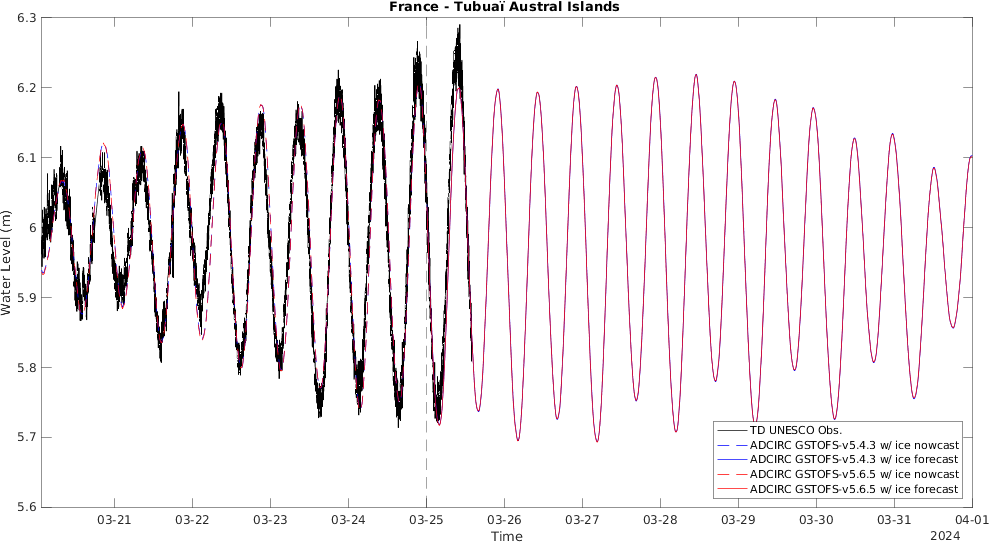 France - Tubuaï Austral Islands
6.3
6.2
6.1
6
5.9
5.8
5.7
5.6
Water Level (m)
TD UNESCO Obs.
ADCIRC GSTOFS-v5.4.3 w/ ice nowcast
ADCIRC GSTOFS-v5.4.3 w/ ice forecast
ADCIRC GSTOFS-v5.6.5 w/ ice nowcast
ADCIRC GSTOFS-v5.6.5 w/ ice forecast
03-21 03-22 03-23 03-24 03-25 03-26 03-27 03-28 03-29 03-30 03-31 04-01
Time
2024